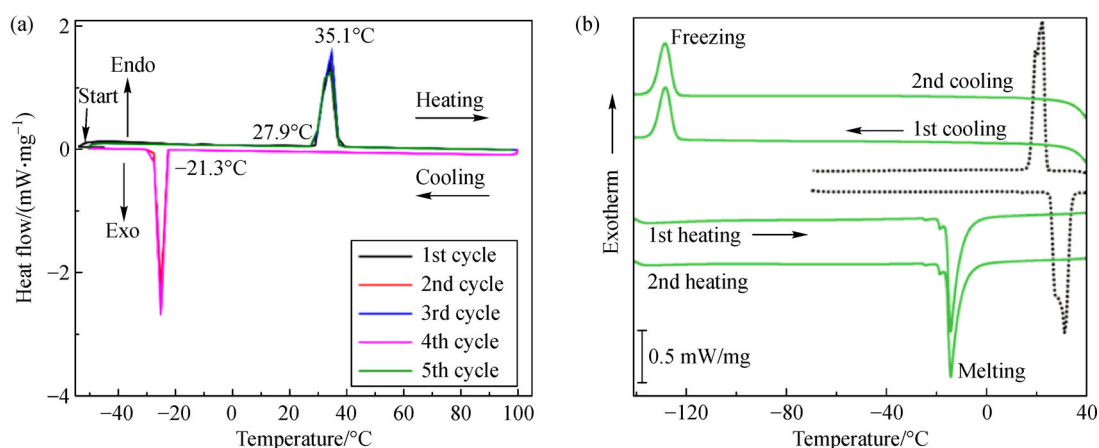 (a)
2
0
−2
−4
Heat flow/(mW·mg⁻¹)
Start
Endo
Exo
35.1°C
27.9°C
−21.3°C
Heating
Cooling
1st cycle
2nd cycle
3rd cycle
4th cycle
5th cycle
−40 −20 0 20 40 60 80 100
Temperature/°C
(b)
Exotherm
Freezing
2nd cooling
1st cooling
1st heating
2nd heating
0.5 mW/mg
Melting
−120 −80 −40 0 40
Temperature/°C